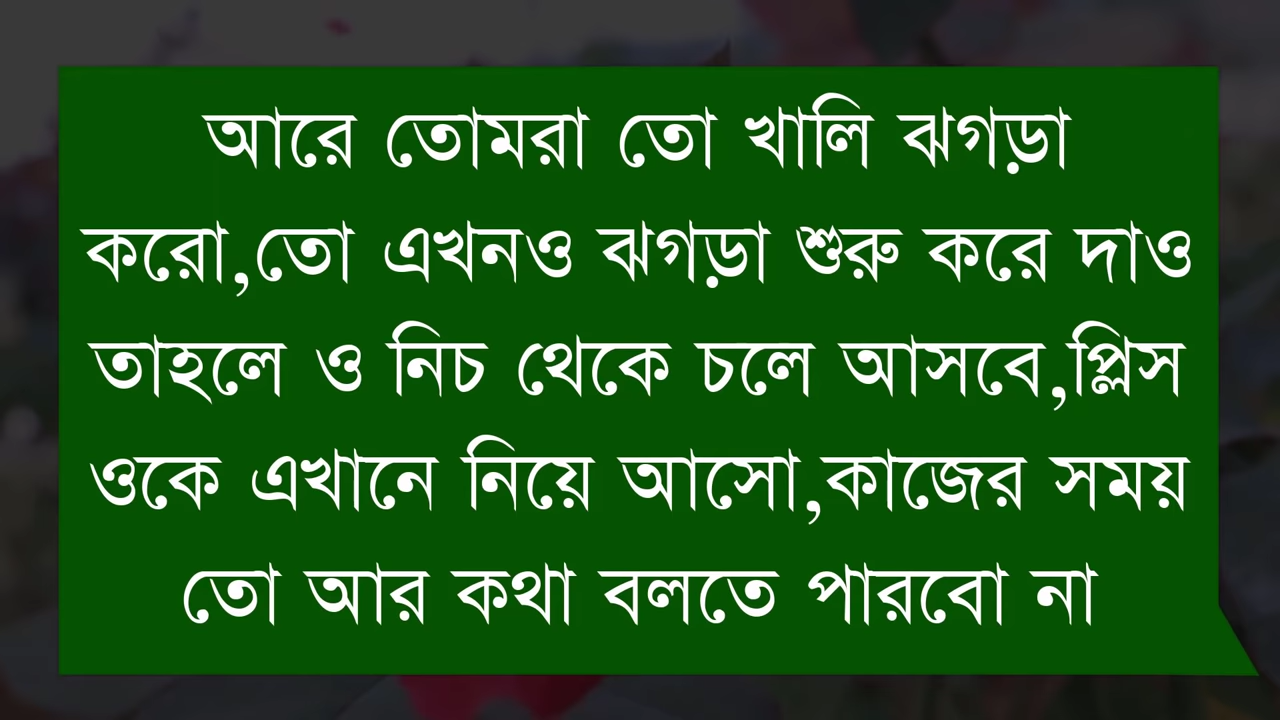 আরে তোমরা তো খালি ঝগড়া
করো,তো এখনও ঝগড়া শুরু করে দাও
তাহলে ও নিচ থেকে চলে আসবে,প্লিস
ওকে এখানে নিয়ে আসো,কাজের সময়
তো আর কথা বলতে পারবো না